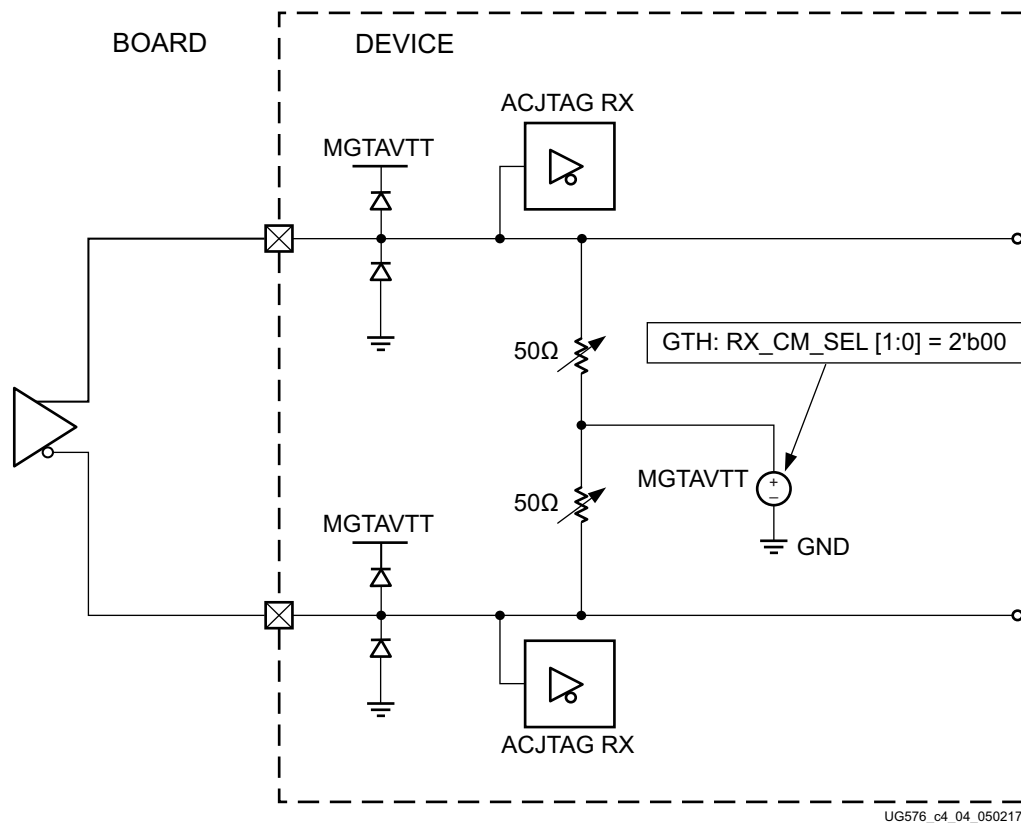 BOARD
DEVICE
ACJTAG RX
MGTAVTT
50Ω
GTH: RX_CM_SEL [1:0] = 2'b00
MGTAVTT
+
–
50Ω
MGTAVTT
GND
ACJTAG RX
UG576_c4_04_050217